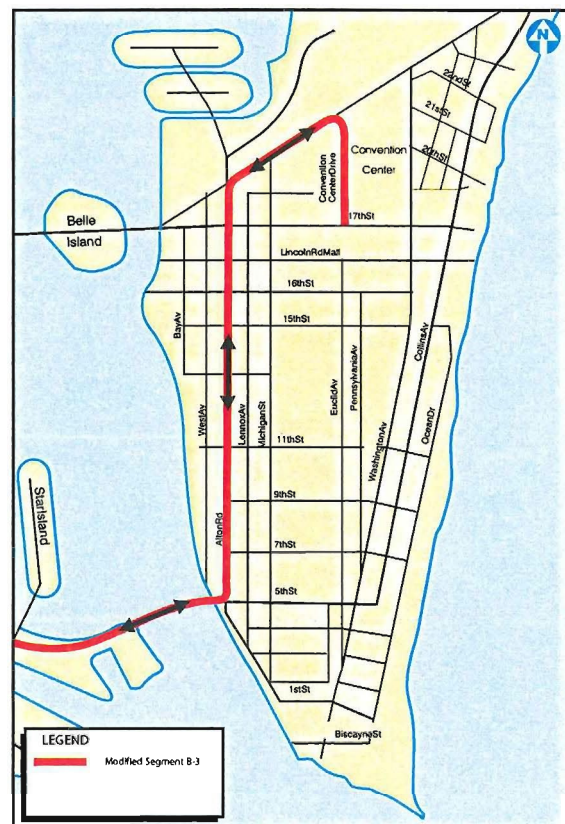 N
22ndSt
21stSt
20thSt
Convention
Center
Convention
CenterDrive
17thSt
Belle
Island
LincolnRdMall
16thSt
15thSt
BayAv
WestAv
LennoxAv
MichiganSt
EuclidAv
PennsylvaniaAv
WashingtonAv
CollinsAv
OceanDr
11thSt
9thSt
7thSt
AltonRd
StarIsland
5thSt
1stSt
BiscayneSt
LEGEND
Modified Segment B-3